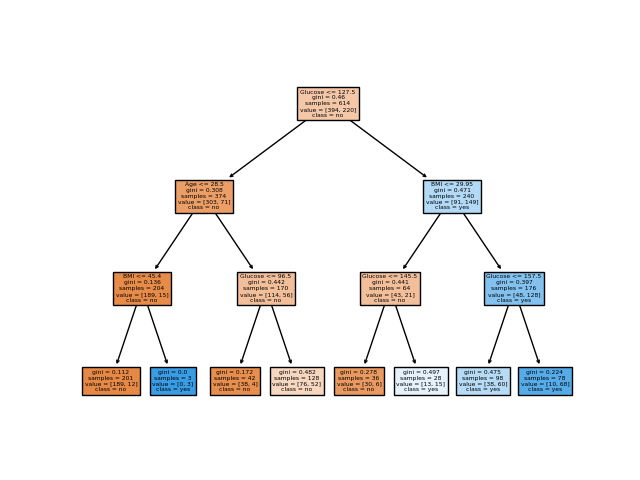 Glucose <= 127.5
gini = 0.46
samples = 614
value = [394, 220]
class = no
Age <= 28.5
gini = 0.308
samples = 374
value = [303, 71]
class = no
BMI <= 29.95
gini = 0.471
samples = 240
value = [91, 149]
class = yes
BMI <= 45.4
gini = 0.136
samples = 204
value = [189, 15]
class = no
Glucose <= 96.5
gini = 0.442
samples = 170
value = [114, 56]
class = no
Glucose <= 145.5
gini = 0.441
samples = 64
value = [43, 21]
class = no
Glucose <= 157.5
gini = 0.397
samples = 176
value = [48, 128]
class = yes
gini = 0.112
samples = 201
value = [189, 12]
class = no
gini = 0.0
samples = 3
value = [0, 3]
class = yes
gini = 0.172
samples = 42
value = [38, 4]
class = no
gini = 0.482
samples = 128
value = [76, 52]
class = no
gini = 0.278
samples = 36
value = [30, 6]
class = no
gini = 0.497
samples = 28
value = [13, 15]
class = yes
gini = 0.475
samples = 98
value = [38, 60]
class = yes
gini = 0.224
samples = 78
value = [10, 68]
class = yes